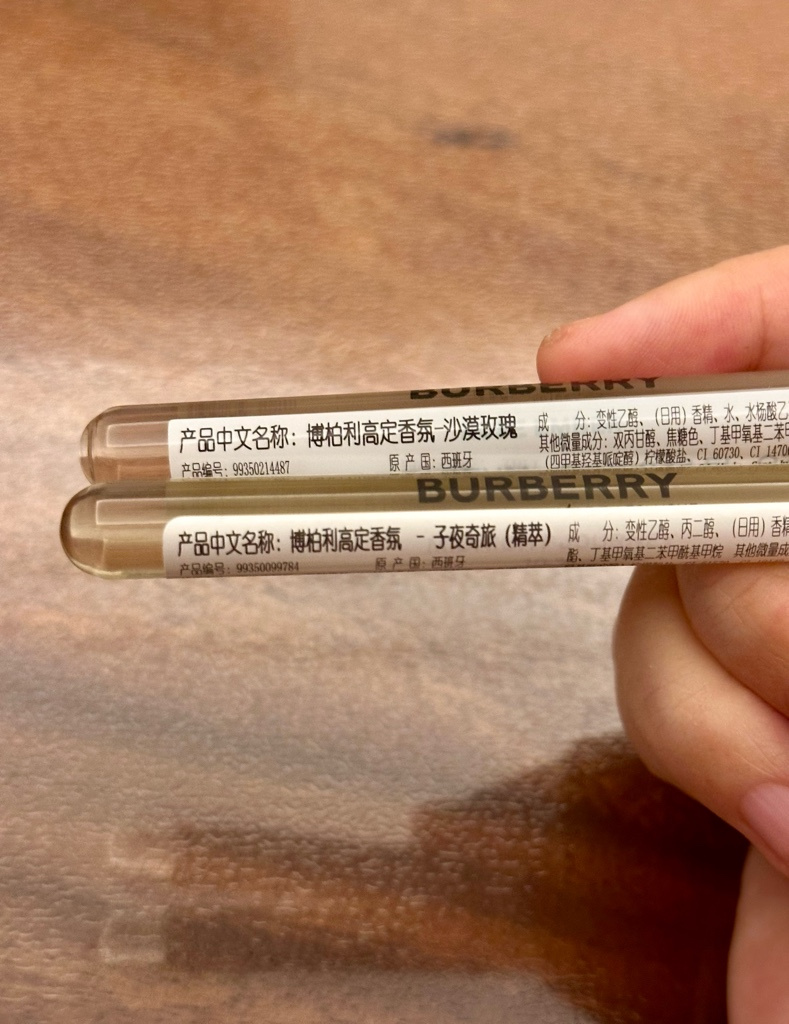 BURBERRY
产品中文名称：博柏利高定香氛-沙漠玫瑰
产品编号：99350214487 原 产 国：西班牙
成 分：变性乙醇、（日用）香精、水、水杨酸乙
其他微量成分：双丙甘醇、焦糖色、丁基甲氧基二苯甲
(四甲基羟基哌啶醇）柠檬酸盐、CI 60730、CI 1470
BURBERRY
产品中文名称：博柏利高定香氛 - 子夜奇旅（精萃）
产品编号：99350099784 原 产 国：西班牙
成 分：变性乙醇、丙二醇、（日用）香精
酯、丁基甲氧基二苯甲酰基甲烷 其他微量成